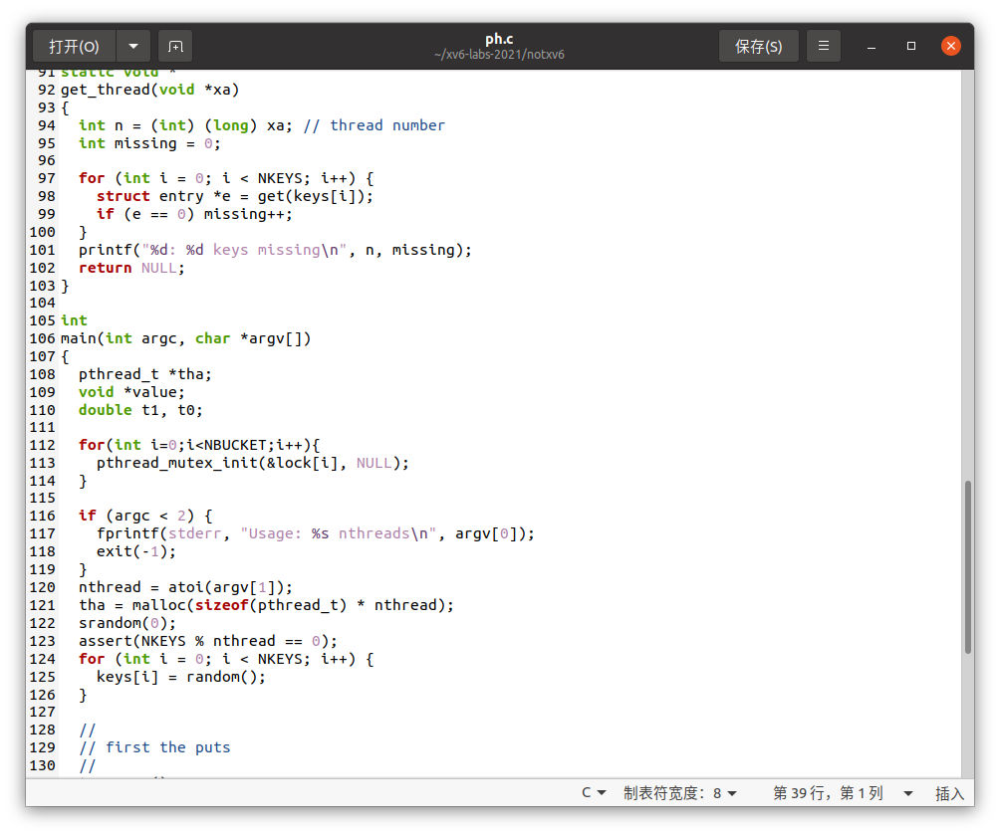 打开(O)
ph.c
~/xv6-labs-2021/notxv6
保存(S)
91 static void *
92 get_thread(void *xa)
93 {
94   int n = (int) (long) xa; // thread number
95   int missing = 0;
96
97   for (int i = 0; i < NKEYS; i++) {
98     struct entry *e = get(keys[i]);
99     if (e == 0) missing++;
100   }
101   printf("%d: %d keys missing\n", n, missing);
102   return NULL;
103 }
104
105 int
106 main(int argc, char *argv[])
107 {
108   pthread_t *tha;
109   void *value;
110   double t1, t0;
111
112   for(int i=0;i<NBUCKET;i++){
113     pthread_mutex_init(&lock[i], NULL);
114   }
115
116   if (argc < 2) {
117     fprintf(stderr, "Usage: %s nthreads\n", argv[0]);
118     exit(-1);
119   }
120   nthread = atoi(argv[1]);
121   tha = malloc(sizeof(pthread_t) * nthread);
122   srandom(0);
123   assert(NKEYS % nthread == 0);
124   for (int i = 0; i < NKEYS; i++) {
125     keys[i] = random();
126   }
127
128   //
129   // first the puts
130   //
C 制表符宽度：8 第 39 行，第 1 列 插入